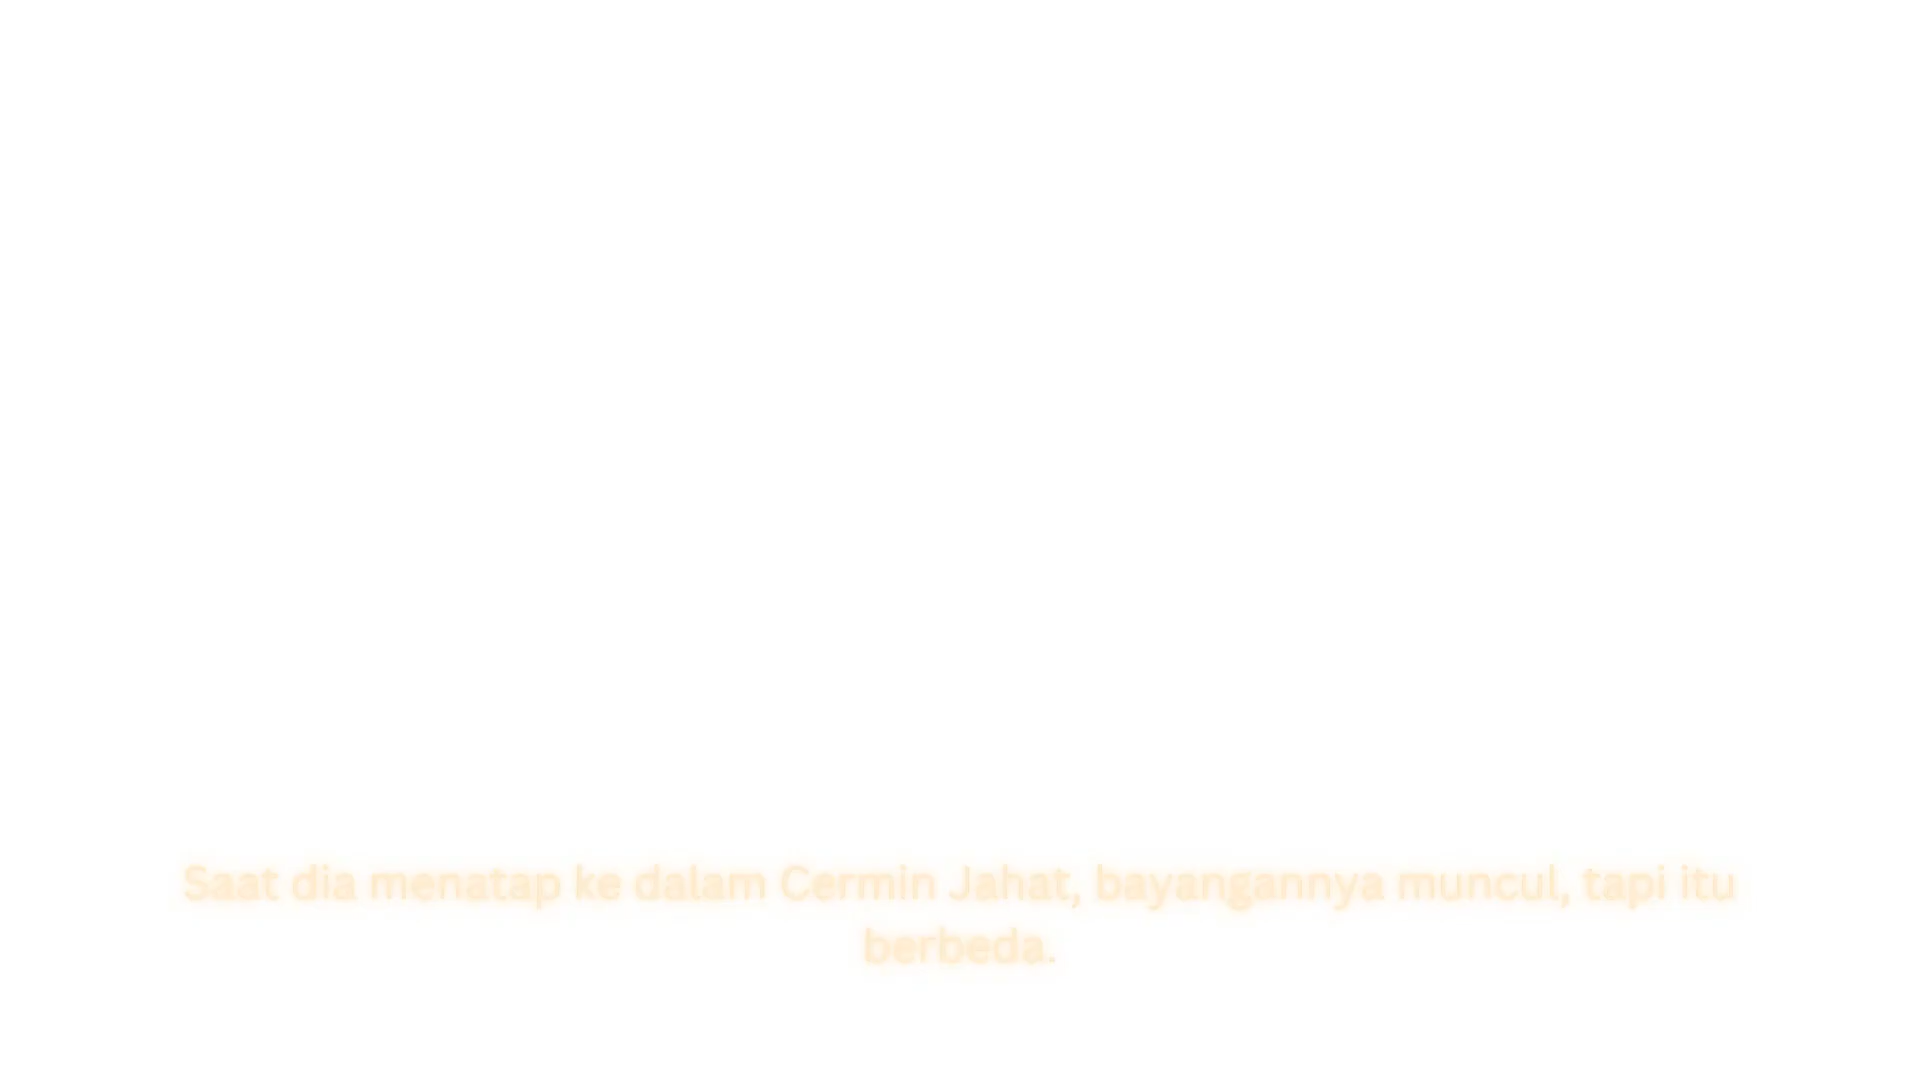 Saat dia menatap ke dalam Cermin Jahat, bayangannya muncul, tapi itu
berbeda.